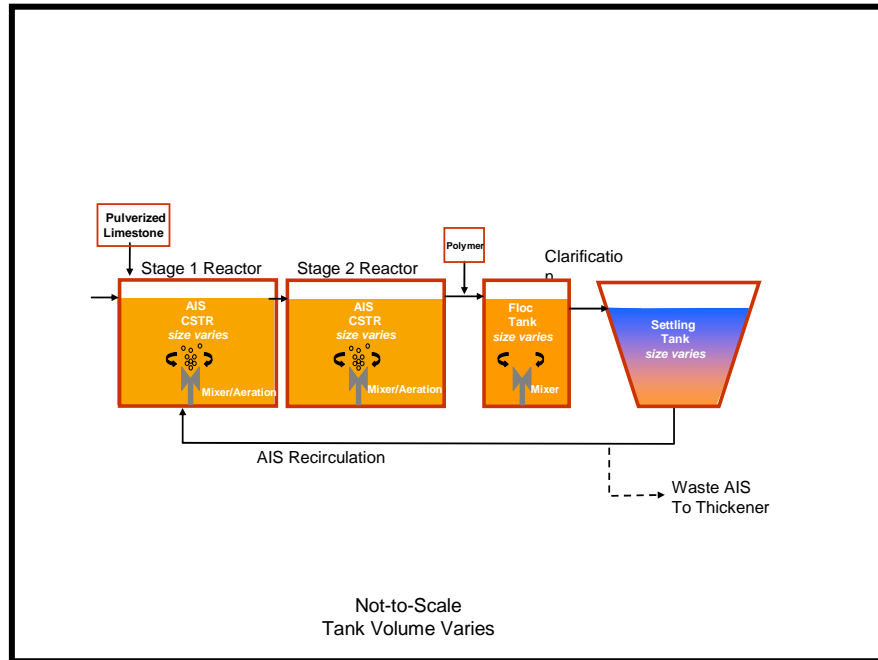 Pulverized
Limestone
Stage 1 Reactor
Stage 2 Reactor
Polymer
Clarificatio
n
AIS
CSTR
size varies
Mixer/Aeration
AIS
CSTR
size varies
Mixer/Aeration
Floc
Tank
size varies
Mixer
Settling
Tank
size varies
AIS Recirculation
Waste AIS
To Thickener
Not-to-Scale
Tank Volume Varies